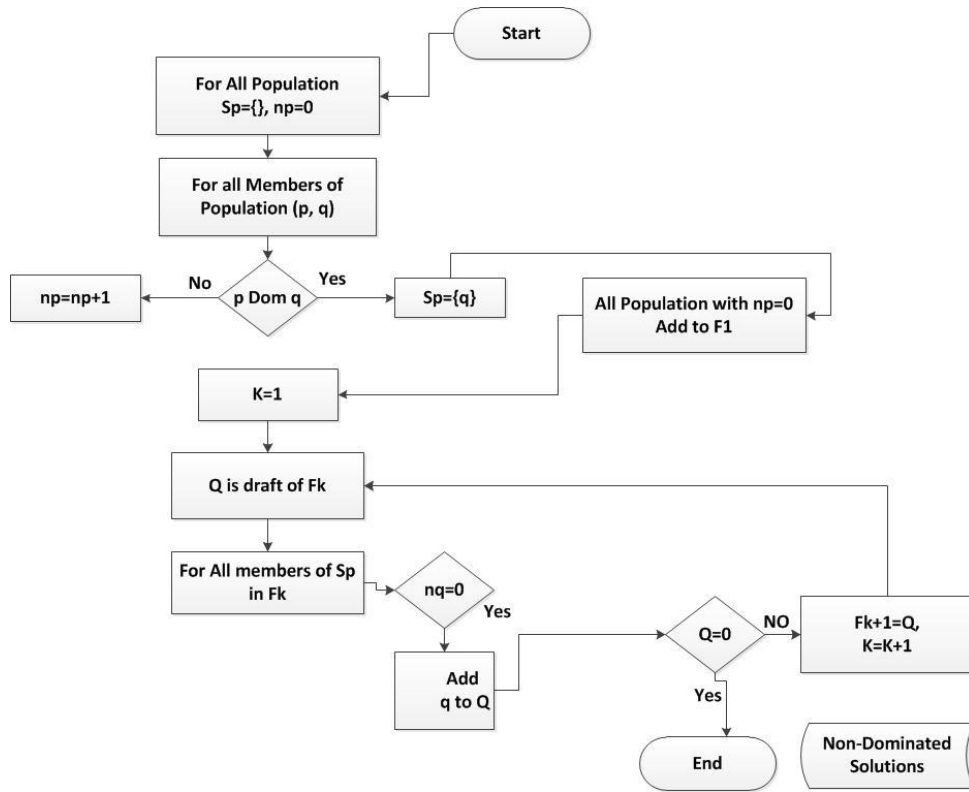 Start
For All Population
Sp={}, np=0
For all Members of
Population (p, q)
No
Yes
np=np+1
p Dom q
Sp={q}
All Population with np=0
Add to F1
K=1
Q is draft of Fk
For All members of Sp
in Fk
nq=0
Yes
Add
q to Q
Q=0
NO
Fk+1=Q,
K=K+1
Yes
End
Non-Dominated
Solutions